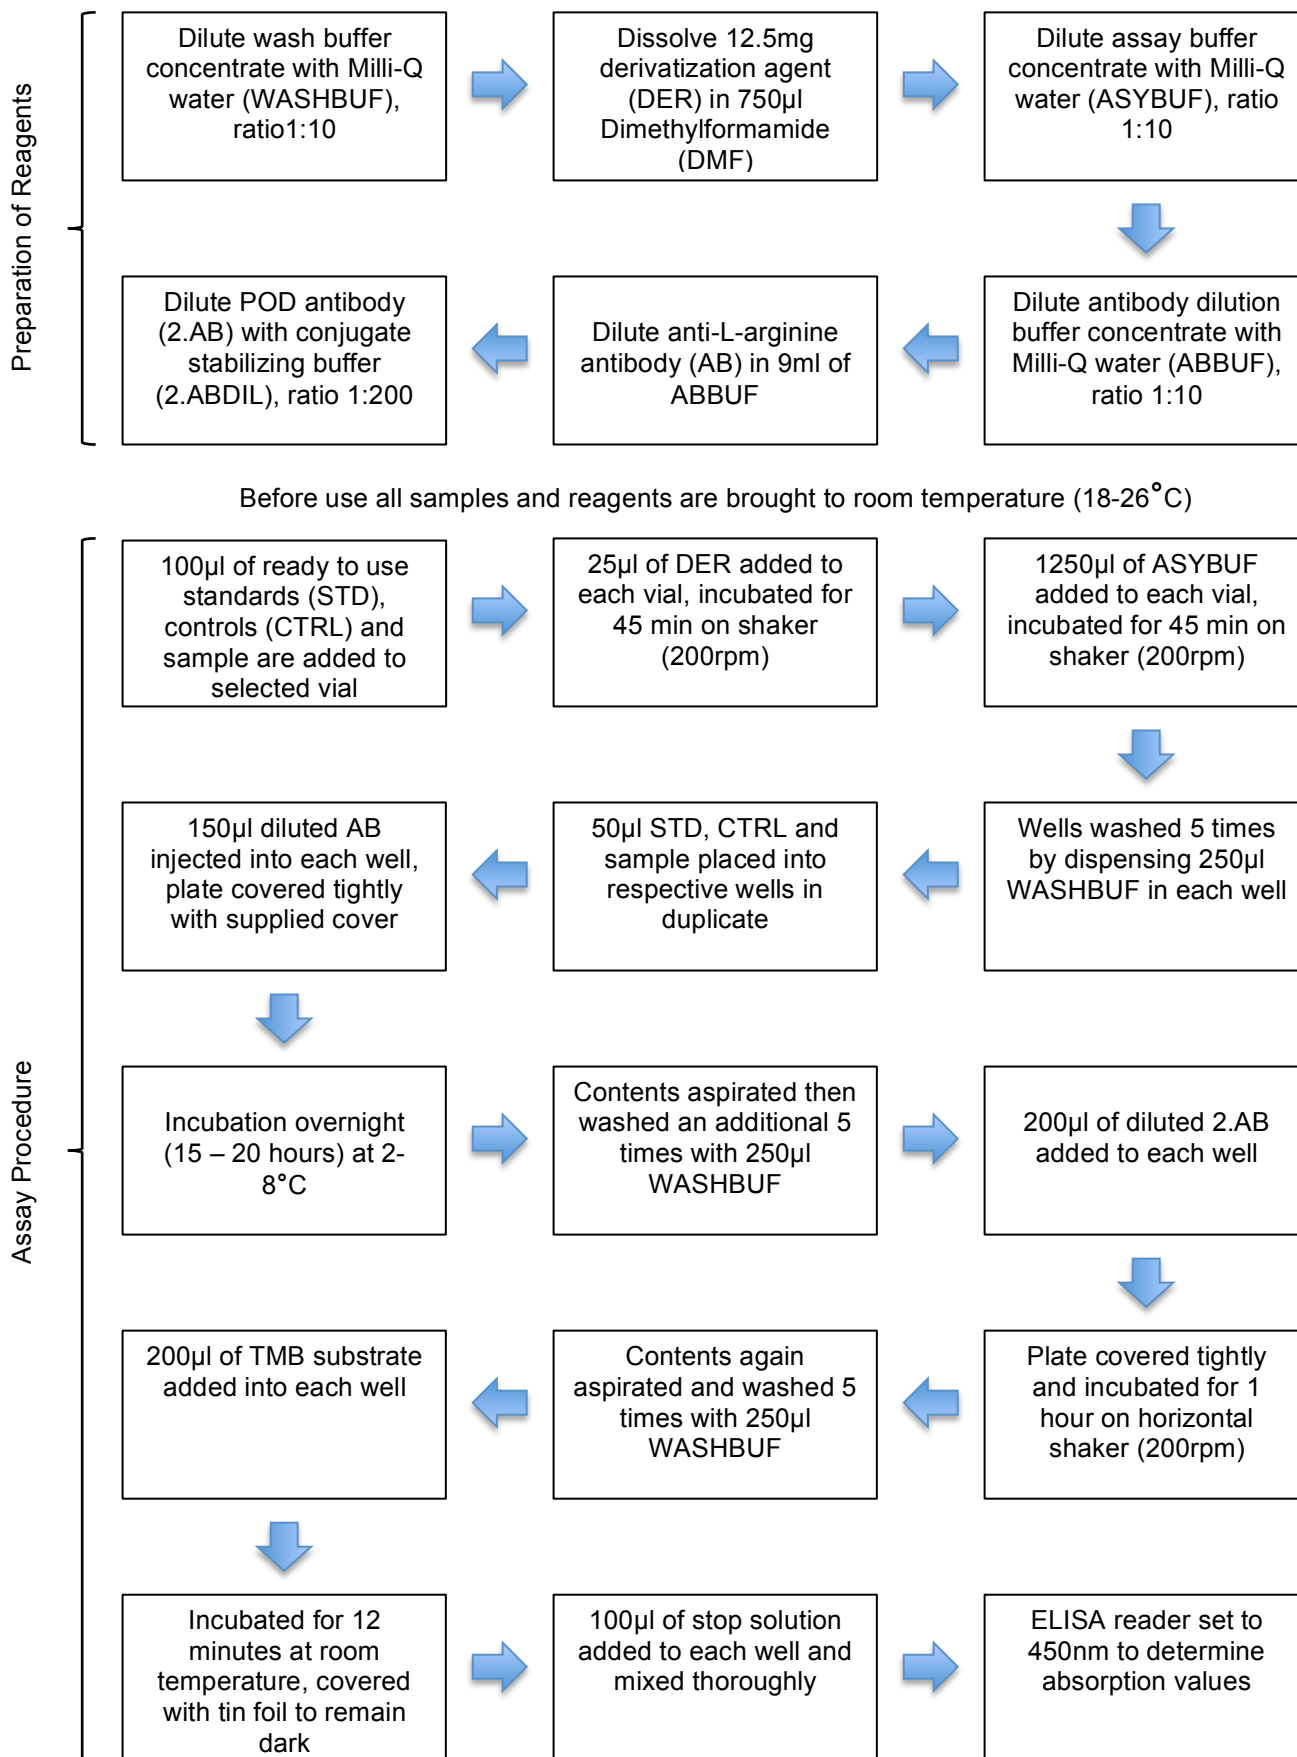 Preparation of Reagents
Dilute wash buffer
concentrate with Milli-Q
water (WASHBUF),
ratio1:10
Dissolve 12.5mg
derivatization agent
(DER) in 750µl
Dimethylformamide
(DMF)
Dilute assay buffer
concentrate with Milli-Q
water (ASYBUF), ratio
1:10
Dilute antibody dilution
buffer concentrate with
Milli-Q water (ABBUF),
ratio 1:10
Dilute anti-L-arginine
antibody (AB) in 9ml of
ABBUF
Dilute POD antibody
(2.AB) with conjugate
stabilizing buffer
(2.ABDIL), ratio 1:200
Before use all samples and reagents are brought to room temperature (18-26°C)
Assay Procedure
100µl of ready to use
standards (STD),
controls (CTRL) and
sample are added to
selected vial
25µl of DER added to
each vial, incubated for
45 min on shaker
(200rpm)
1250µl of ASYBUF
added to each vial,
incubated for 45 min on
shaker (200rpm)
Wells washed 5 times
by dispensing 250µl
WASHBUF in each well
50µl STD, CTRL and
sample placed into
respective wells in
duplicate
150µl diluted AB
injected into each well,
plate covered tightly
with supplied cover
Incubation overnight
(15 – 20 hours) at 2-
8°C
Contents aspirated then
washed an additional 5
times with 250µl
WASHBUF
200µl of diluted 2.AB
added to each well
Plate covered tightly
and incubated for 1
hour on horizontal
shaker (200rpm)
Contents again
aspirated and washed 5
times with 250µl
WASHBUF
200µl of TMB substrate
added into each well
Incubated for 12
minutes at room
temperature, covered
with tin foil to remain
dark
100µl of stop solution
added to each well and
mixed thoroughly
ELISA reader set to
450nm to determine
absorption values